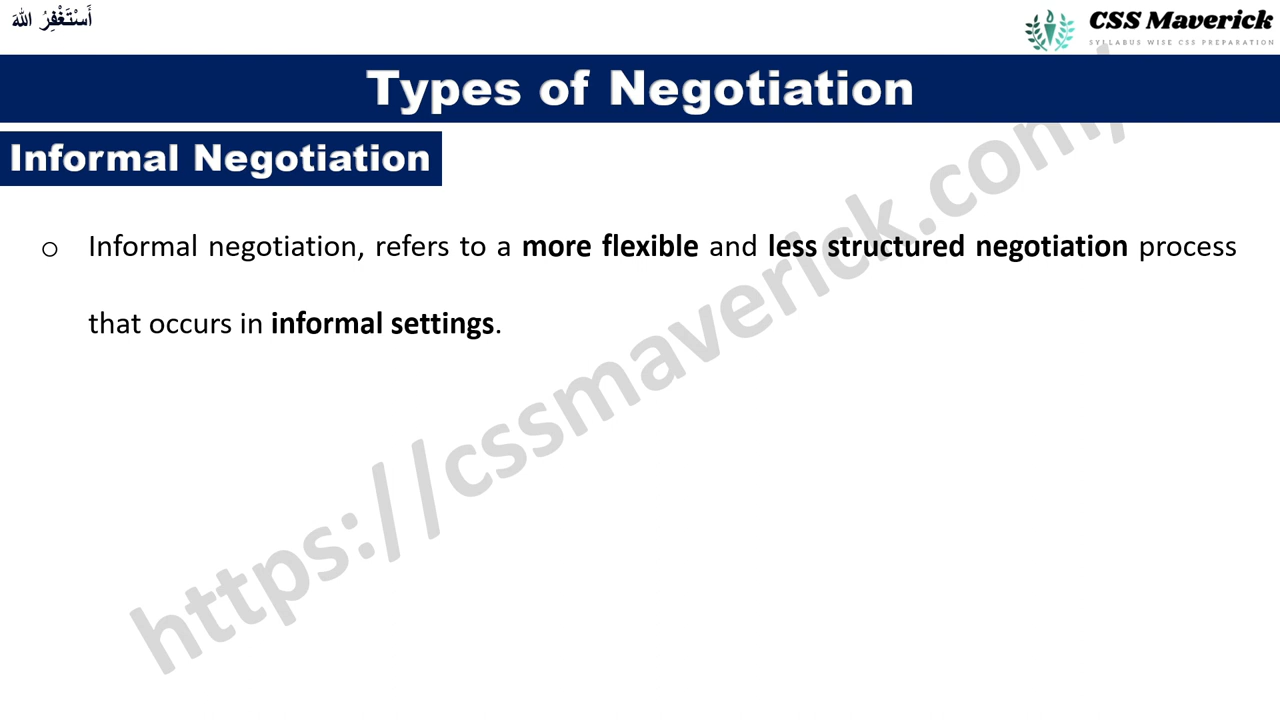 أَسْتَغْفِرُ اللهَ
CSS Maverick
SYLLABUS WISE CSS PREPARATION
Types of Negotiation
Informal Negotiation
o Informal negotiation, refers to a more flexible and less structured negotiation process
that occurs in informal settings.
https://cssmaverick.com/